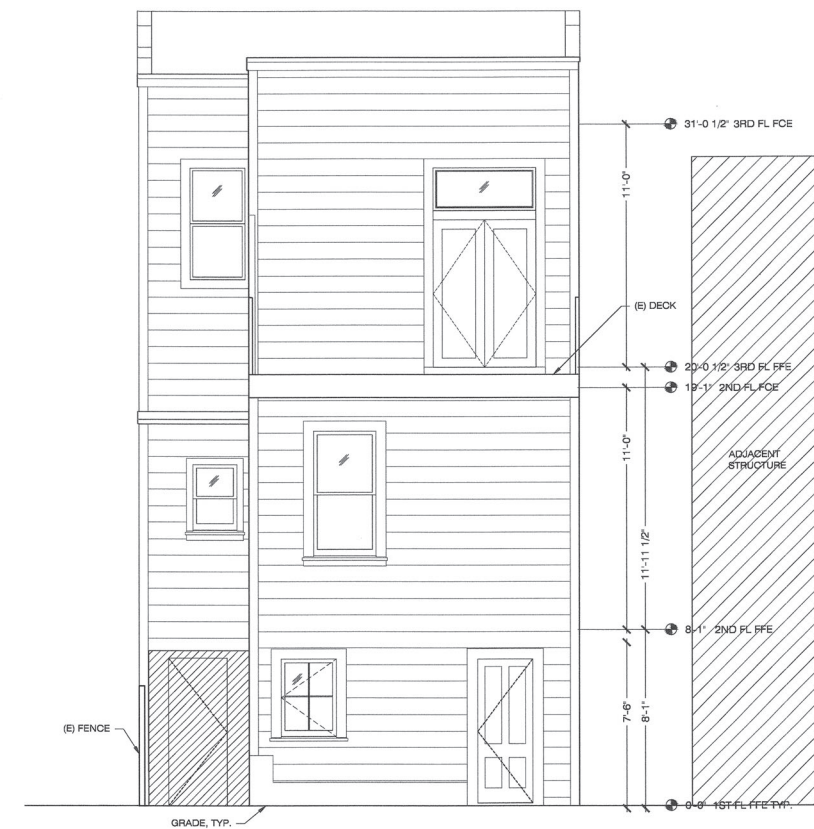 31'-0 1/2" 3RD FL FCE
11'-0"
(E) DECK
20'-0 1/2" 3RD FL FFE
19'-1" 2ND FL FCE
11'-0"
ADJACENT
STRUCTURE
11'-11 1/2"
8'-1" 2ND FL FFE
7'-6"
8'-1"
(E) FENCE
0'-0" 1ST FL FFE TYP.
GRADE, TYP.